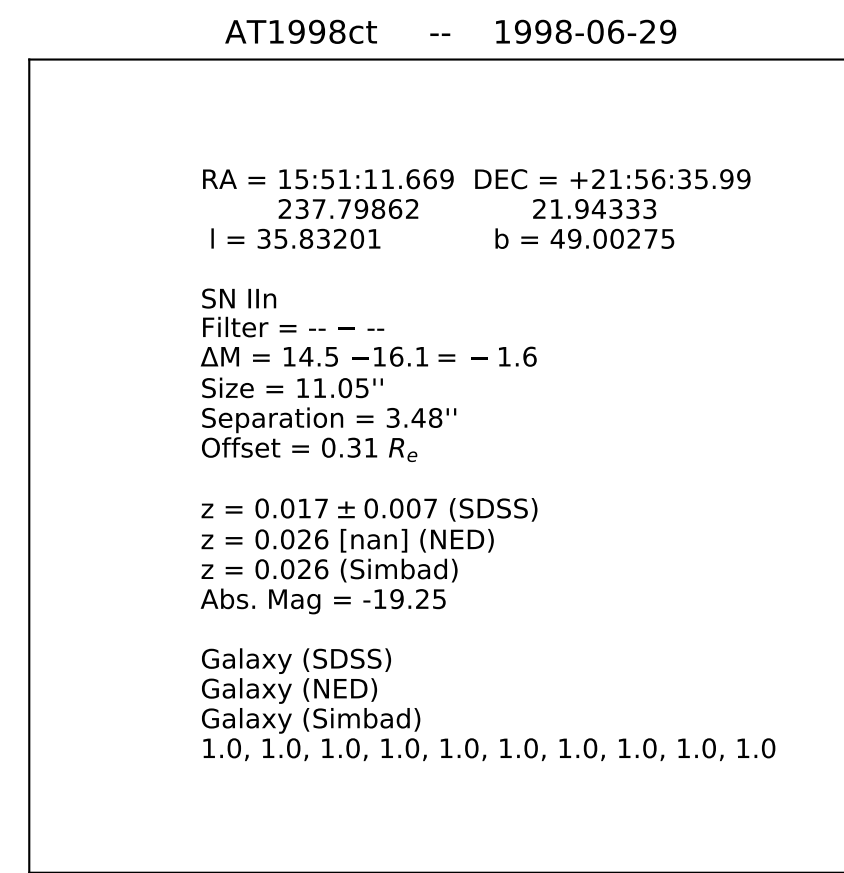 AT1998ct -- 1998-06-29
RA = 15:51:11.669 DEC = +21:56:35.99
237.79862 21.94333
l = 35.83201 b = 49.00275
SN IIn
Filter = -- − --
ΔM = 14.5 −16.1 = − 1.6
Size = 11.05''
Separation = 3.48''
Offset = 0.31 Rₑ
z = 0.017 ± 0.007 (SDSS)
z = 0.026 [nan] (NED)
z = 0.026 (Simbad)
Abs. Mag = -19.25
Galaxy (SDSS)
Galaxy (NED)
Galaxy (Simbad)
1.0, 1.0, 1.0, 1.0, 1.0, 1.0, 1.0, 1.0, 1.0, 1.0